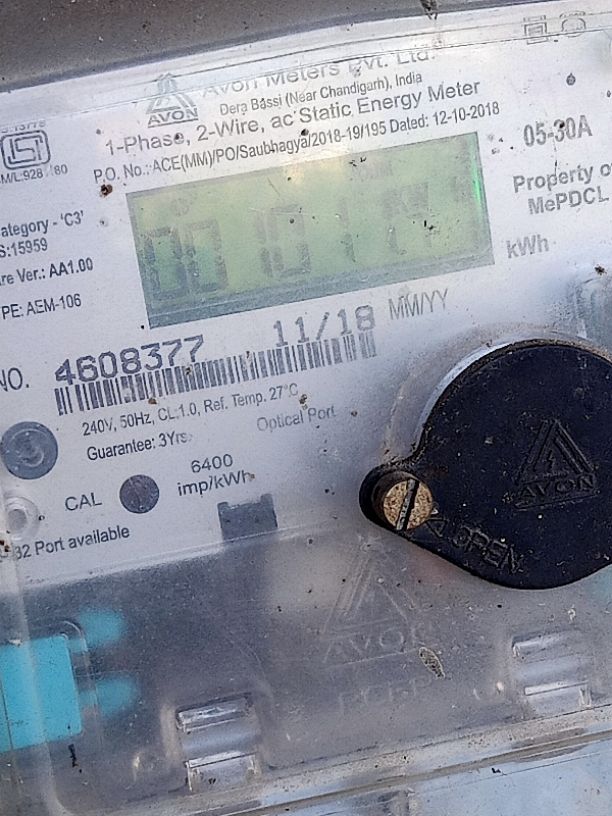 Avon Meters Pvt. Ltd.
AVON
Dera Bassi (Near Chandigarh), India
1-Phase, 2-Wire, ac Static Energy Meter
P.O. No.: ACE(MM)/PO/Saubhagya/2018-19/195 Dated: 12-10-2018
05-30A
Property
MePDCL
kWh
ategory - 'C3'
S:15959
re Ver.: AA1.00
PE: AEM-106
NO. 4608377 11/18 MM/YY
240V, 50Hz, CL:1.0, Ref. Temp. 27°C
Guarantee: 3Yrs.
Optical Port
6400
imp/kWh
CAL
32 Port available
AVON
OPEN
AVON